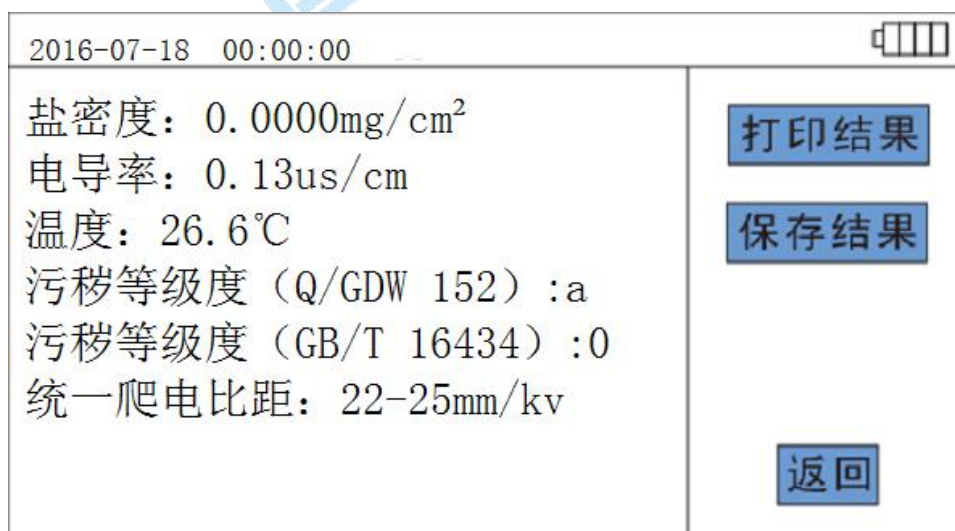 2016-07-18 00:00:00
盐密度：0.0000mg/cm²
电导率：0.13us/cm
温度：26.6℃
污秽等级度（Q/GDW 152）:a
污秽等级度（GB/T 16434）:0
统一爬电比距：22-25mm/kv
打印结果
保存结果
返回